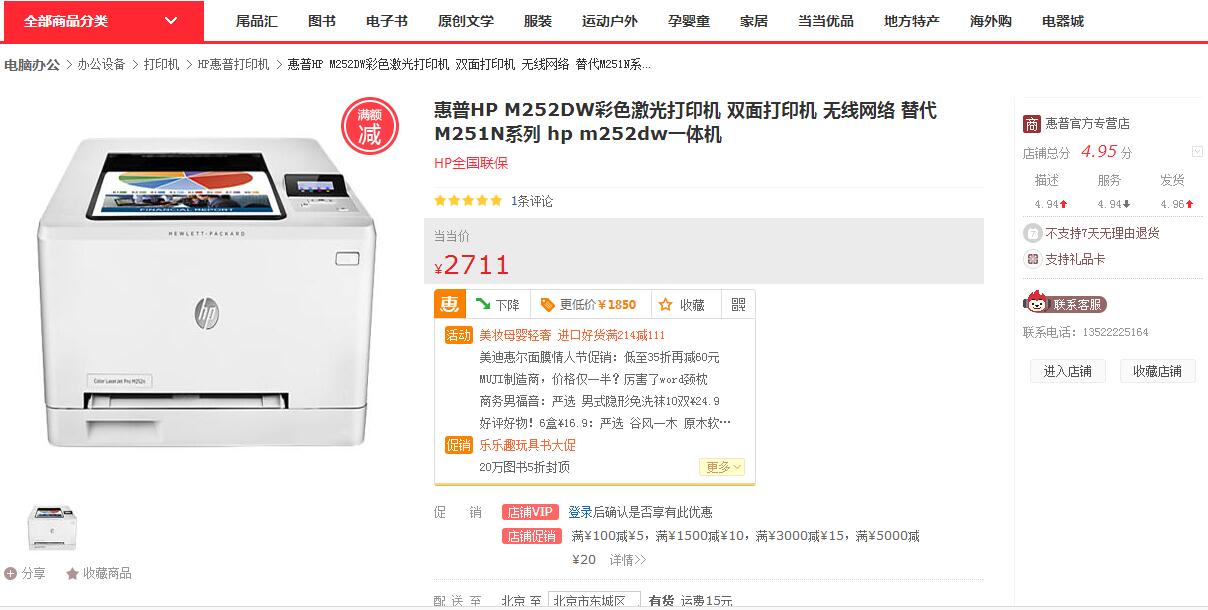 全部商品分类
尾品汇 图书 电子书 原创文学 服装 运动户外 孕婴童 家居 当当优品 地方特产 海外购 电器城
电脑办公 > 办公设备 > 打印机 > HP惠普打印机 > 惠普HP M252DW彩色激光打印机 双面打印机 无线网络 替代M251N系...
满额
减
FINANCIAL REPORT
HEWLETT-PACKARD
hp
Color LaserJet Pro M252n
分享 收藏商品
惠普HP M252DW彩色激光打印机 双面打印机 无线网络 替代
M251N系列 hp m252dw一体机
HP全国联保
1条评论
当当价
¥2711
惠 下降 更低价¥1850 收藏
活动 美妆母婴轻奢 进口好货满214减111
美迪惠尔面膜情人节促销：低至35折再减60元
MUJI制造商，价格仅一半？厉害了word颈枕
商务男福音：严选 男式隐形免洗袜10双¥24.9
好评好物！6盒¥16.9：严选 谷风一木 原木软…
促销 乐乐趣玩具书大促
20万图书5折封顶
更多
促 销 店铺VIP 登录后确认是否享有此优惠
店铺促销 满¥100减¥5，满¥1500减¥10，满¥3000减¥15，满¥5000减
¥20 详情>>
配 送 至 北京 至 北京市东城区 有货 运费15元
商 惠普官方专营店
店铺总分 4.95 分
描述 服务 发货
4.94 4.94 4.96
7 不支持7天无理由退货
支持礼品卡
联系客服
联系电话：13522225164
进入店铺 收藏店铺